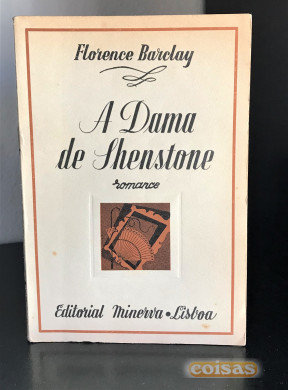 Florence Barclay
A Dama
de Shenstone
romance
Editorial Minerva • Lisboa
coisas